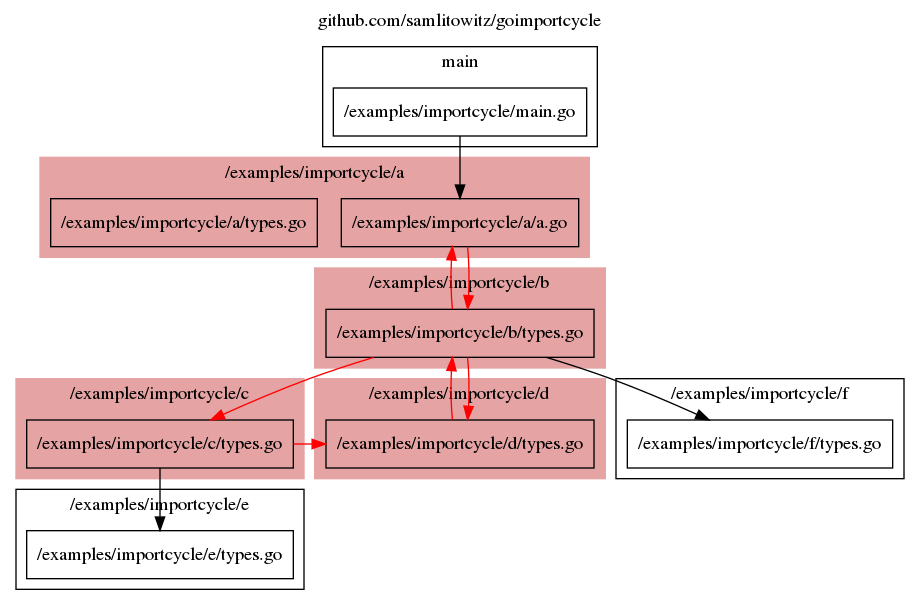 github.com/samlitowitz/goimportcycle
main
/examples/importcycle/main.go
/examples/importcycle/a
/examples/importcycle/a/types.go
/examples/importcycle/a/a.go
/examples/importcycle/b
/examples/importcycle/b/types.go
/examples/importcycle/c
/examples/importcycle/d
/examples/importcycle/f
/examples/importcycle/c/types.go
/examples/importcycle/d/types.go
/examples/importcycle/f/types.go
/examples/importcycle/e
/examples/importcycle/e/types.go